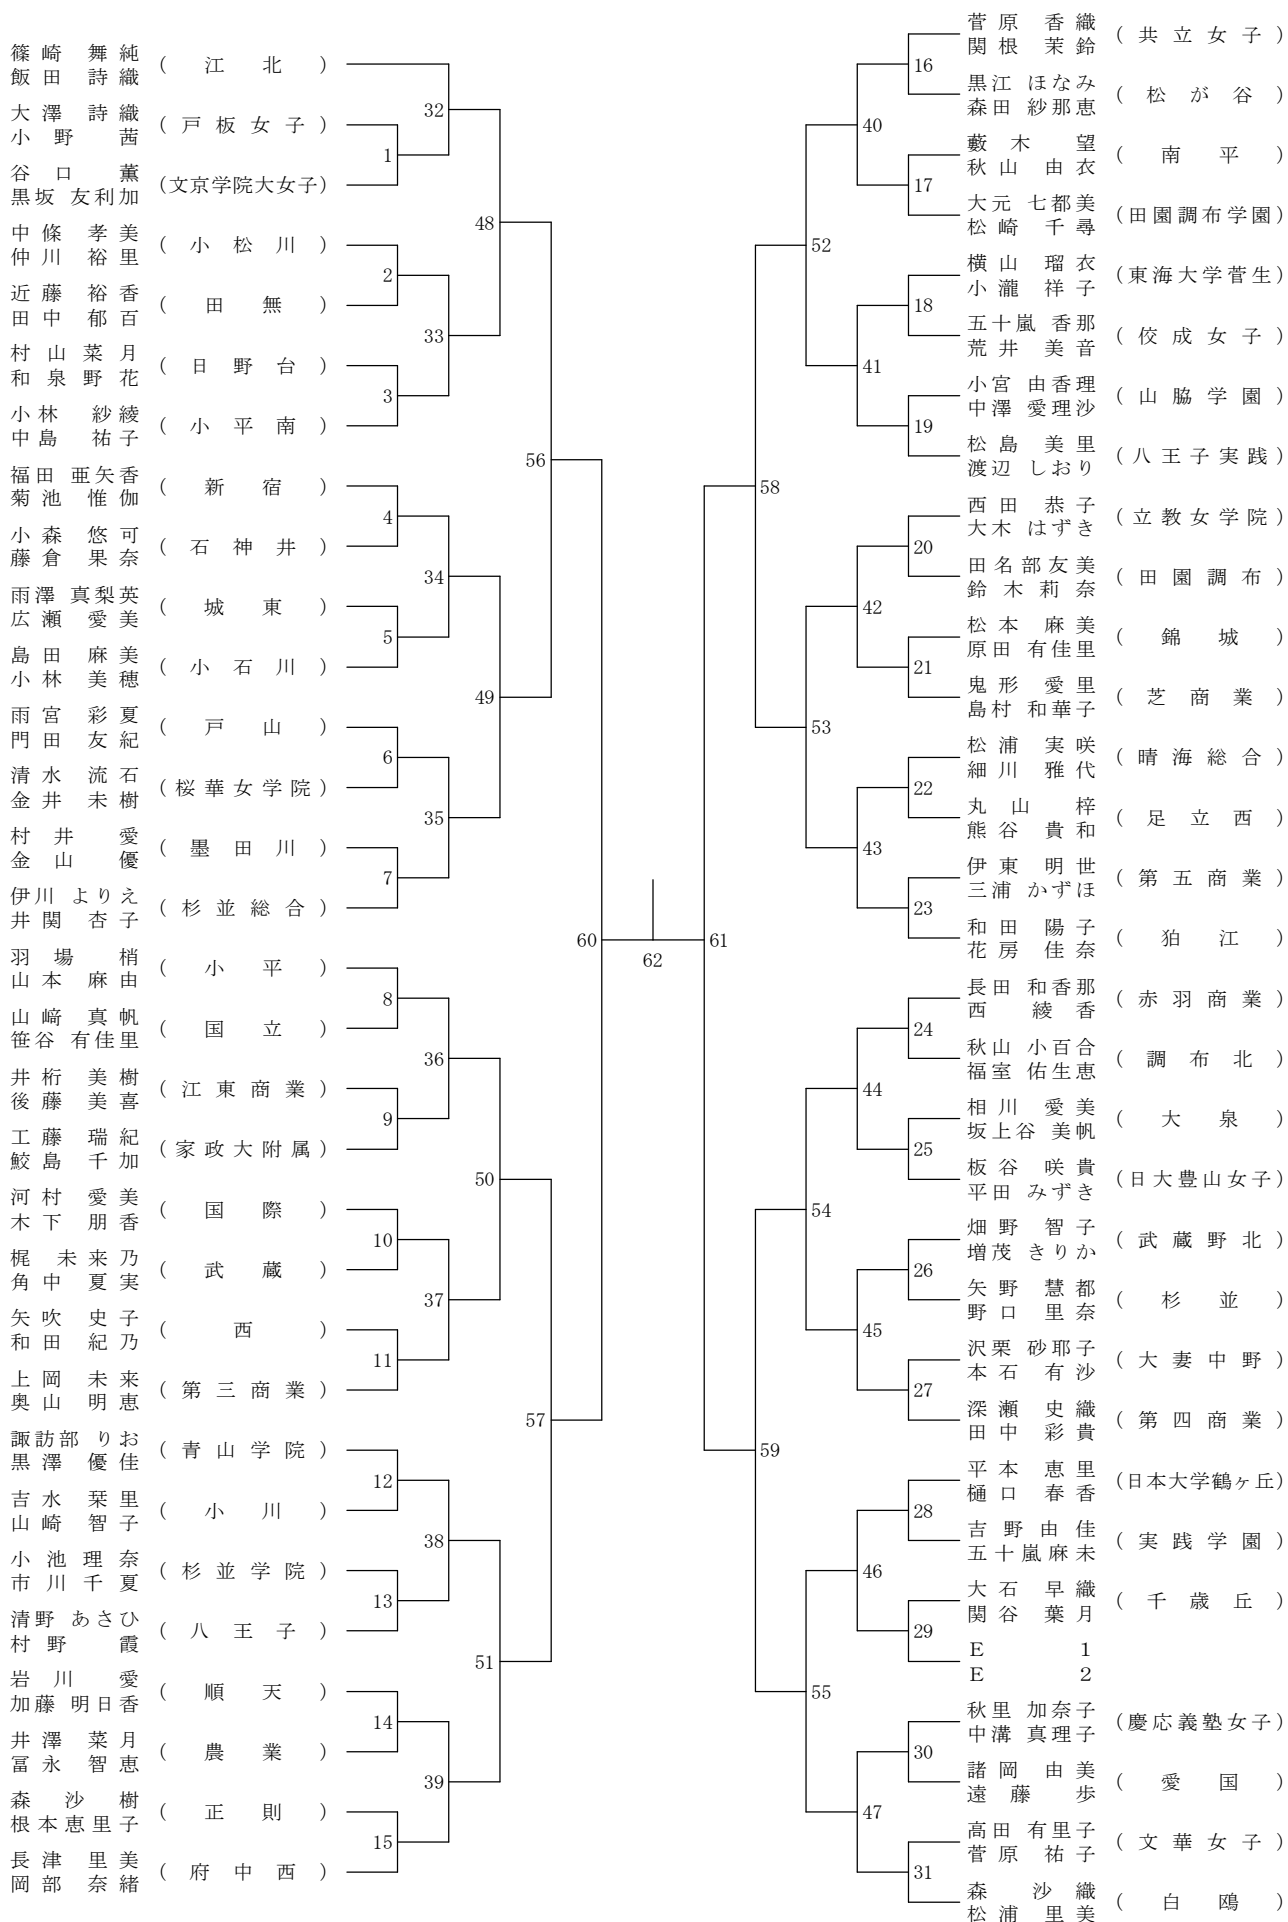 篠崎 舞純
飯田 詩織
(江北)
大澤 詩織
小野 茜
(戸板女子)
谷口 薫
黒坂 友利加
(文京学院大女子)
中條 孝美
仲川 裕里
(小松川)
近藤 裕香
田中 郁百
(田無)
村山菜月
和泉野花
(日野台)
小林 紗綾
中島 祐子
(小平南)
福田 亜矢香
菊池 惟伽
(新宿)
小森 悠可
藤倉 果奈
(石神井)
雨澤 真梨英
広瀬 愛美
(城東)
島田 麻美
小林 美穂
(小石川)
雨宮 彩夏
門田 友紀
(戸山)
清水 流石
金井 未樹
(桜華女学院)
村井 愛
金山 優
(墨田川)
伊川 よりえ
井関 杏子
(杉並総合)
羽場 梢
山本 麻由
(小平)
山﨑 真帆
笹谷 有佳里
(国立)
井桁 美樹
後藤 美喜
(江東商業)
工藤 瑞紀
鮫島 千加
(家政大附属)
河村 愛美
木下 朋香
(国際)
梶 未来乃
角中 夏実
(武蔵)
矢吹 史子
和田 紀乃
(西)
上岡 未来
奥山 明恵
(第三商業)
諏訪部 りお
黒澤 優佳
(青山学院)
吉水 栞里
山崎 智子
(小川)
小池理奈
市川千夏
(杉並学院)
清野 あさひ
村野 霞
(八王子)
岩川 愛
加藤 明日香
(順天)
井澤 菜月
冨永 智恵
(農業)
森 沙樹
根本恵里子
(正則)
長津 里美
岡部 奈緒
(府中西)
1
2
3
4
5
6
7
8
9
10
11
12
13
14
15
32
33
34
35
36
37
38
39
48
49
50
51
56
57
60
62
61
58
59
52
53
54
55
40
41
42
43
44
45
46
47
16
17
18
19
20
21
22
23
24
25
26
27
28
29
30
31
菅原 香織
関根 茉鈴
(共立女子)
黒江 ほなみ
森田 紗那恵
(松が谷)
藪木 望
秋山 由衣
(南平)
大元 七都美
松崎 千尋
(田園調布学園)
横山 瑠衣
小瀧 祥子
(東海大学菅生)
五十嵐 香那
荒井 美音
(佼成女子)
小宮 由香理
中澤 愛理沙
(山脇学園)
松島 美里
渡辺 しおり
(八王子実践)
西田 恭子
大木 はずき
(立教女学院)
田名部友美
鈴木莉奈
(田園調布)
松本 麻美
原田 有佳里
(錦城)
鬼形 愛里
島村 和華子
(芝商業)
松浦 実咲
細川 雅代
(晴海総合)
丸山 梓
熊谷 貴和
(足立西)
伊東 明世
三浦 かずほ
(第五商業)
和田 陽子
花房 佳奈
(狛江)
長田 和香那
西 綾香
(赤羽商業)
秋山 小百合
福室 佑生恵
(調布北)
相川 愛美
坂上谷 美帆
(大泉)
板谷 咲貴
平田 みずき
(日大豊山女子)
畑野 智子
増茂 きりか
(武蔵野北)
矢野 慧都
野口 里奈
(杉並)
沢栗 砂耶子
本石 有沙
(大妻中野)
深瀬 史織
田中 彩貴
(第四商業)
平本 恵里
樋口 春香
(日本大学鶴ヶ丘)
吉野由佳
五十嵐麻未
(実践学園)
大石 早織
関谷 葉月
(千歳丘)
E 1
E 2
秋里 加奈子
中溝 真理子
(慶応義塾女子)
諸岡 由美
遠藤 歩
(愛国)
高田 有里子
菅原 祐子
(文華女子)
森 沙織
松浦 里美
(白鴎)